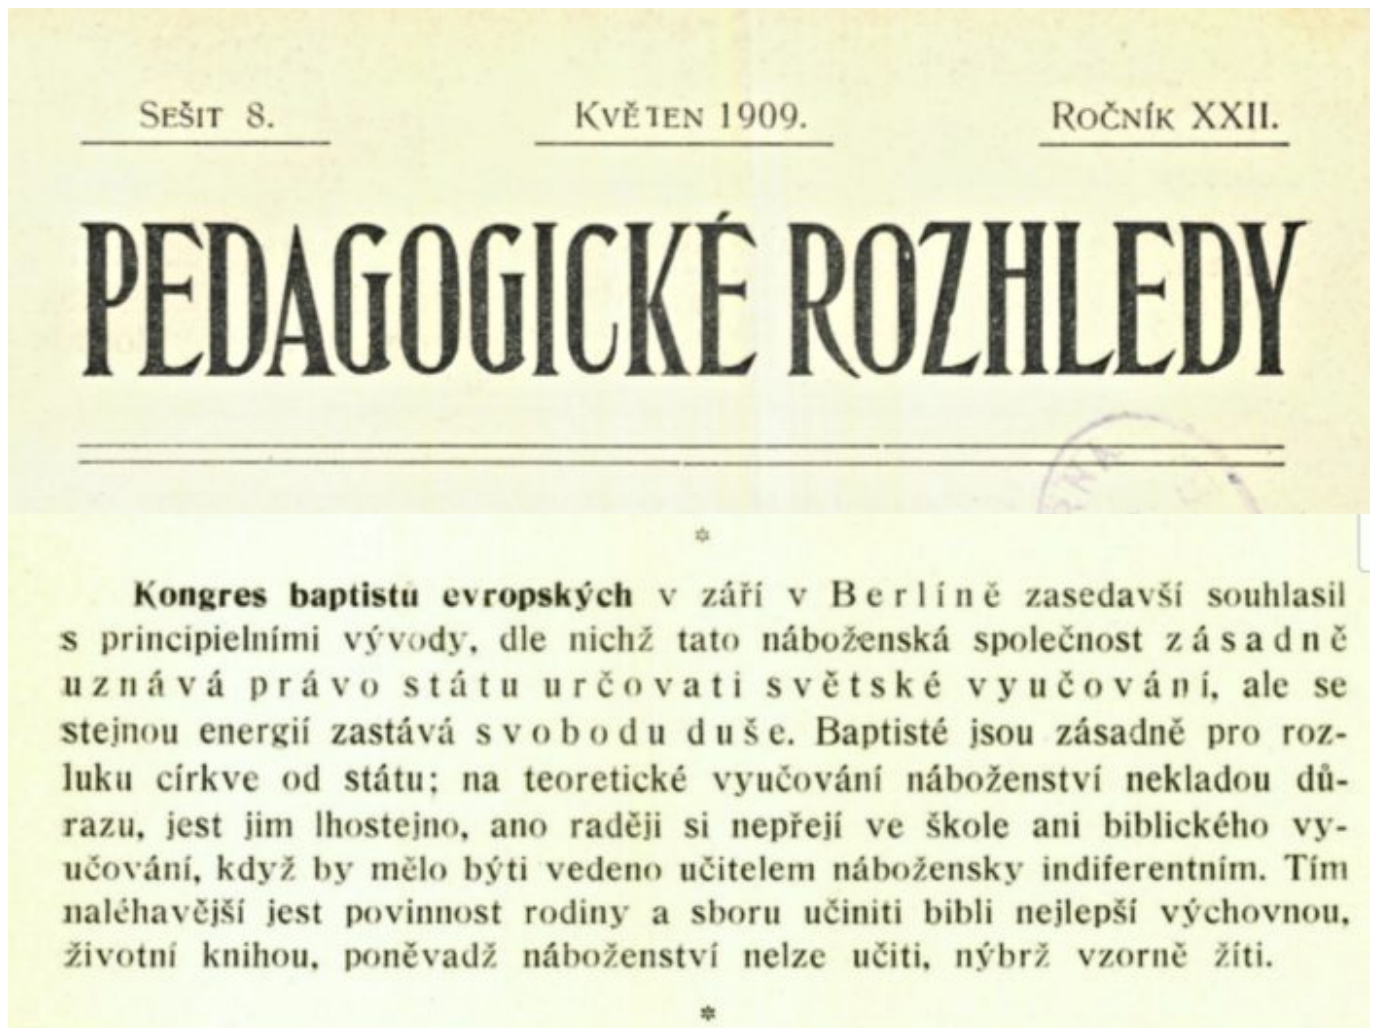 SEŠIT 8.
KVĚTEN 1909.
ROČNÍK XXII.
PEDAGOGICKÉ ROZHLEDY
*
Kongres baptistů evropských v září v Berlíně zasedavší souhlasil
s principielními vývody, dle nichž tato náboženská společnost zásadně
uznává právo státu určovati světské vyučování, ale se
stejnou energií zastává svobodu duše. Baptisté jsou zásadně pro roz-
luku církve od státu; na teoretické vyučování náboženství nekladou dů-
razu, jest jim lhostejno, ano raději si nepřejí ve škole ani biblického vy-
učování, když by mělo býti vedeno učitelem nábožensky indiferentním. Tím
naléhavější jest povinnost rodiny a sboru učiniti bibli nejlepší výchovnou,
životní knihou, poněvadž náboženství nelze učiti, nýbrž vzorně žíti.
*